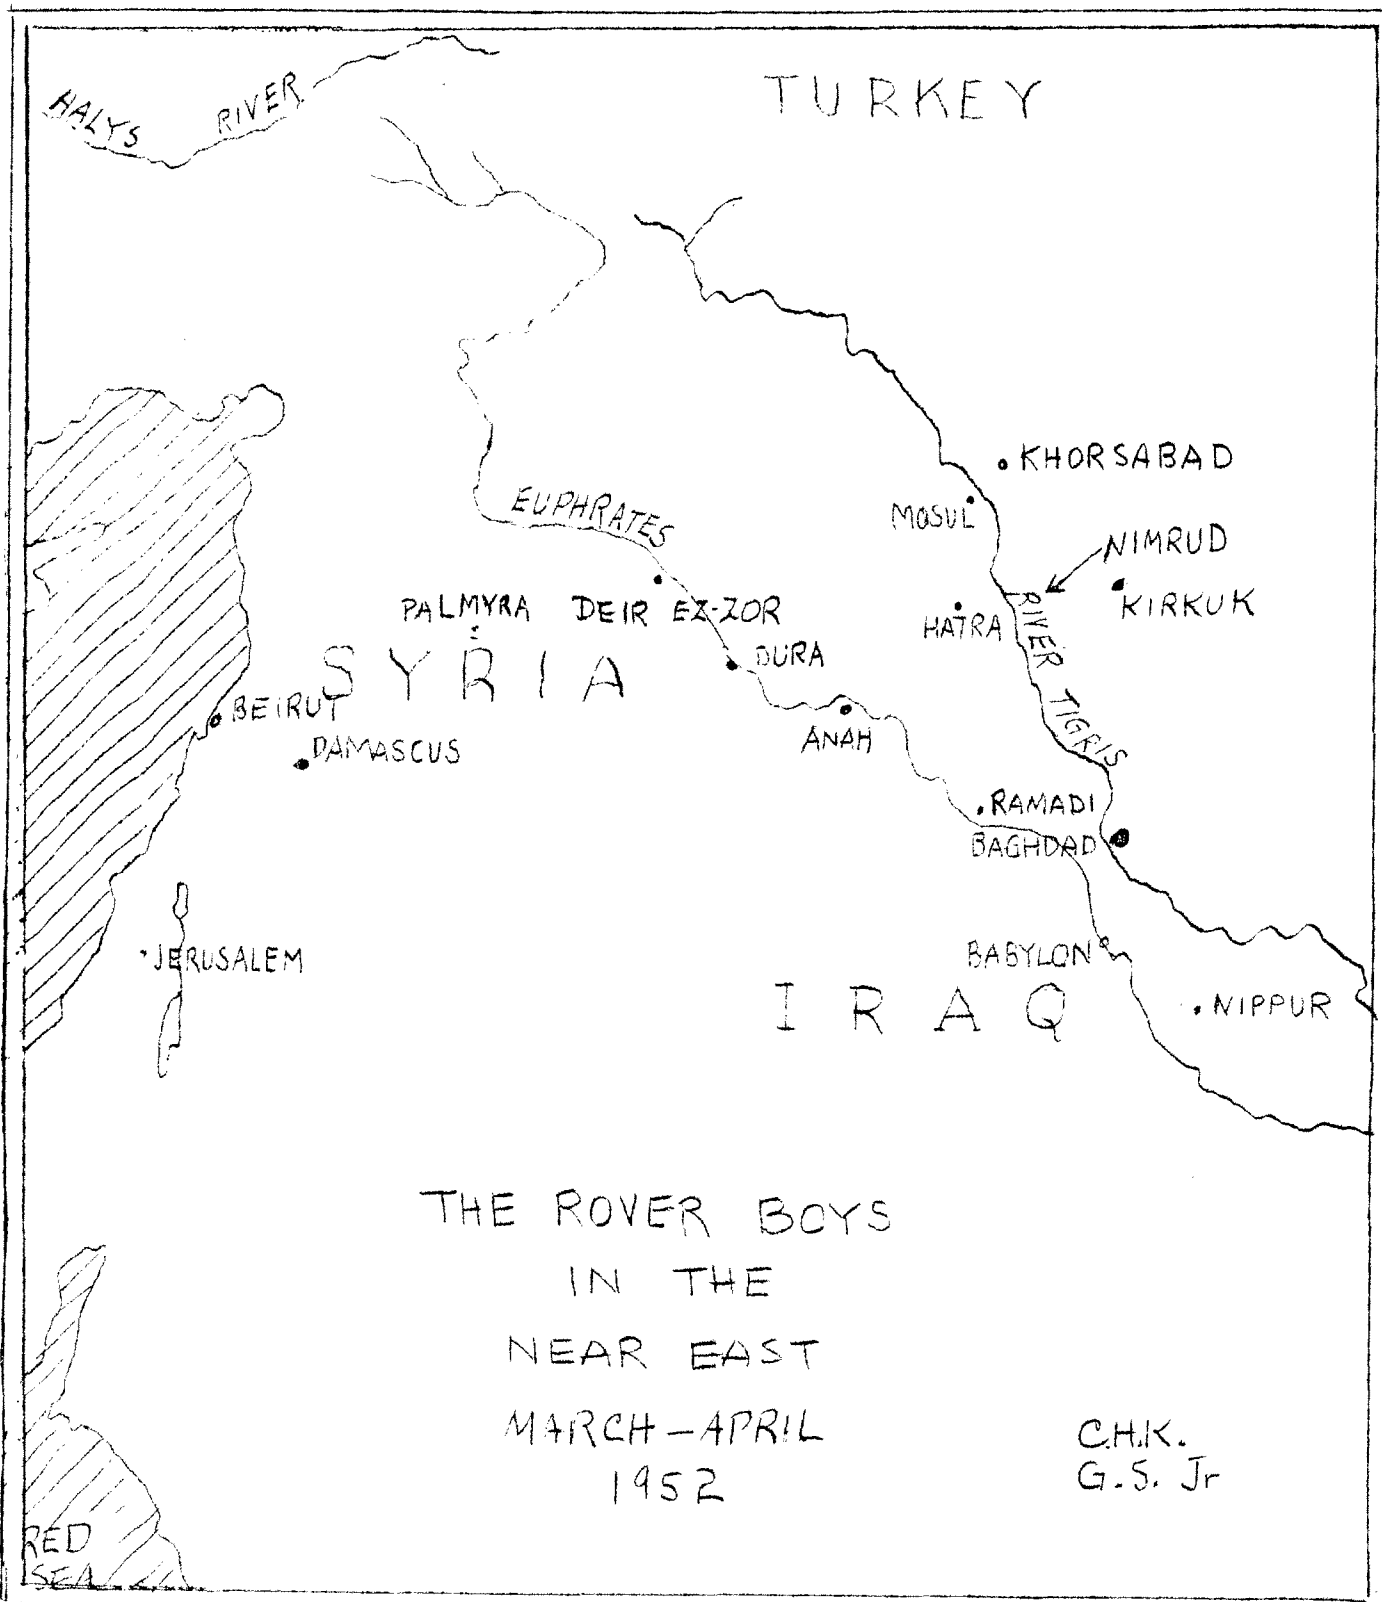 TURKEY
HALYS RIVER
KHORSABAD
MOSUL
EUPHRATES
NIMRUD
KIRKUK
PALMYRA
DEIR EZ-ZOR
HATRA
RIVER TIGRIS
SYRIA
DURA
BEIRUT
ANAH
DAMASCUS
RAMADI
BAGHDAD
JERUSALEM
BABYLON
IRAQ
NIPPUR
THE ROVER BOYS
IN THE
NEAR EAST
MARCH-APRIL
1952
C.H.K.
G.S. Jr
RED
SEA